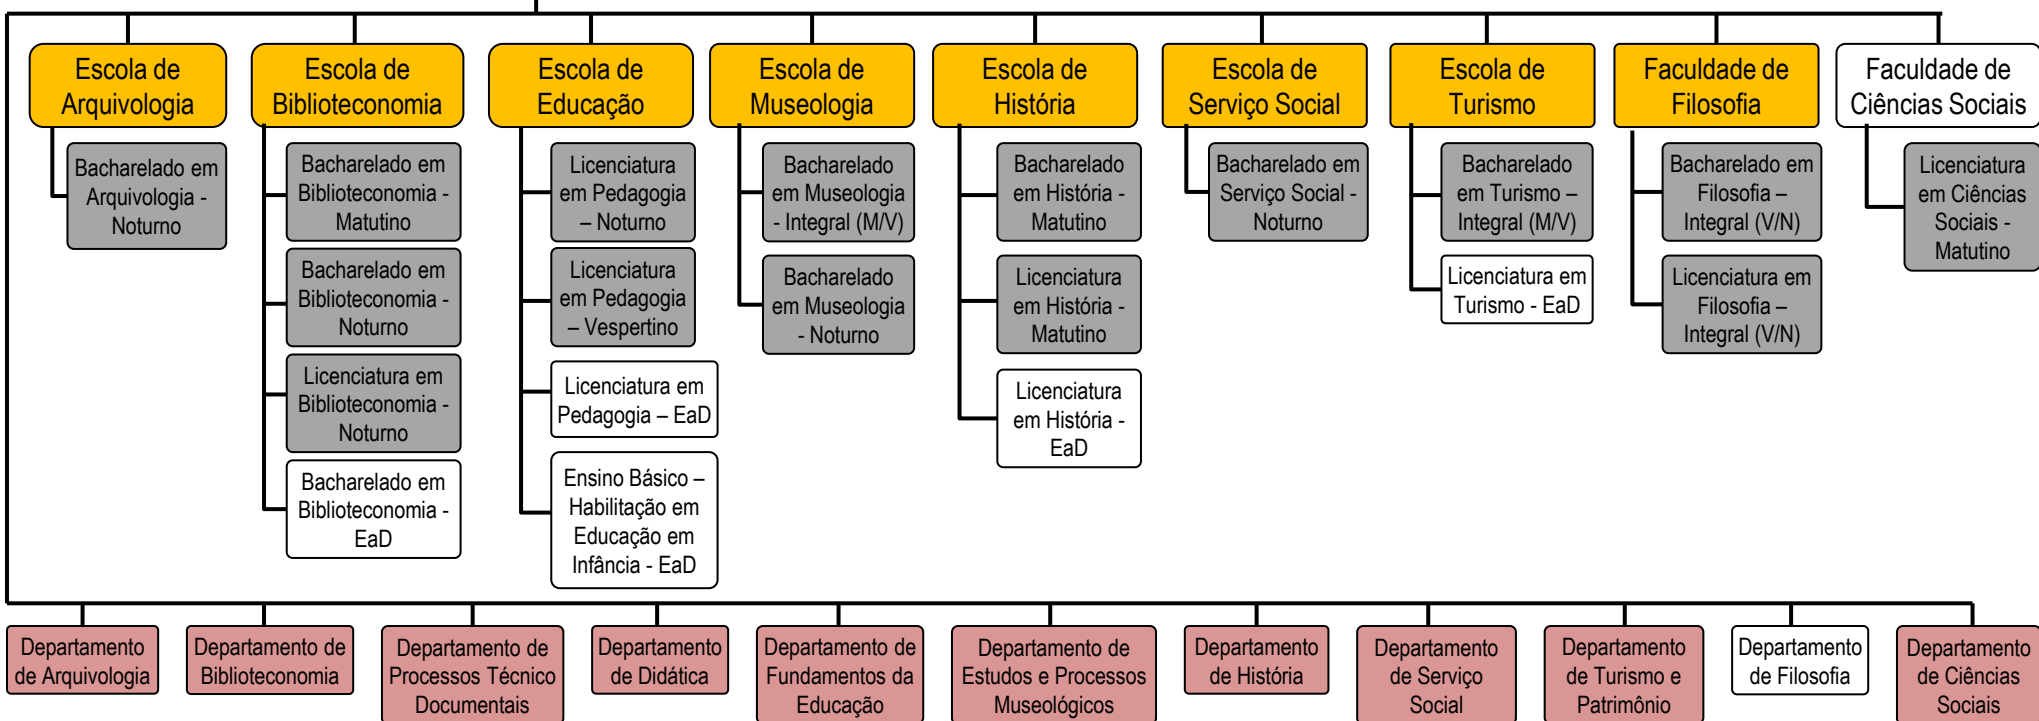 Escola de
Arquivologia
Escola de
Biblioteconomia
Escola de
Educação
Escola de
Museologia
Escola de
História
Escola de
Serviço Social
Escola de
Turismo
Faculdade de
Filosofia
Faculdade de
Ciências Sociais
Bacharelado em
Arquivologia -
Noturno
Bacharelado em
Biblioteconomia -
Matutino
Bacharelado em
Biblioteconomia -
Noturno
Licenciatura em
Biblioteconomia -
Noturno
Bacharelado em
Biblioteconomia -
EaD
Licenciatura
em Pedagogia
– Noturno
Licenciatura
em Pedagogia
– Vespertino
Licenciatura em
Pedagogia – EaD
Ensino Básico –
Habilitação em
Educação em
Infância - EaD
Bacharelado
em Museologia
- Integral (M/V)
Bacharelado
em Museologia
- Noturno
Bacharelado
em História -
Matutino
Licenciatura
em História -
Matutino
Licenciatura
em História -
EaD
Bacharelado em
Serviço Social -
Noturno
Bacharelado
em Turismo –
Integral (M/V)
Licenciatura em
Turismo - EaD
Bacharelado em
Filosofia –
Integral (V/N)
Licenciatura em
Filosofia –
Integral (V/N)
Licenciatura
em Ciências
Sociais -
Matutino
Departamento
de Arquivologia
Departamento de
Biblioteconomia
Departamento de
Processos Técnico
Documentais
Departamento
de Didática
Departamento de
Fundamentos da
Educação
Departamento de
Estudos e Processos
Museológicos
Departamento
de História
Departamento
de Serviço
Social
Departamento
de Turismo e
Patrimônio
Departamento
de Filosofia
Departamento
de Ciências
Sociais